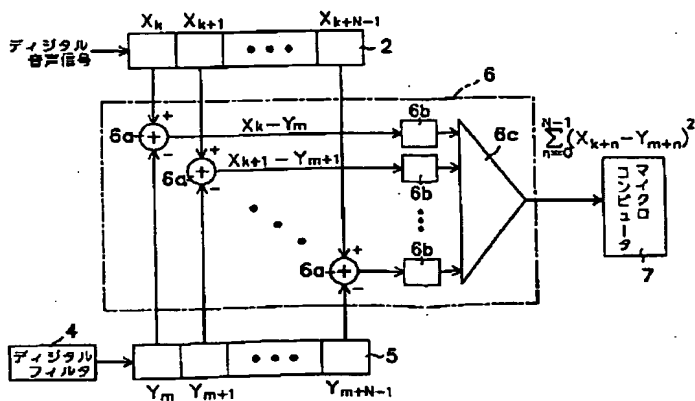 X_k X_{k+1} X_{k+N-1}
ディジタル
音声信号
2
6
6a + -
X_k-Y_m
6b
6a + -
X_{k+1}-Y_{m+1}
6b
6c
6a + -
6b
\sum_{n=0}^{N-1}(X_{k+n}-Y_{m+n})^2
マイクロ
コンピュータ
7
4
ディジタル
フィルタ
5
Y_m Y_{m+1} Y_{m+N-1}